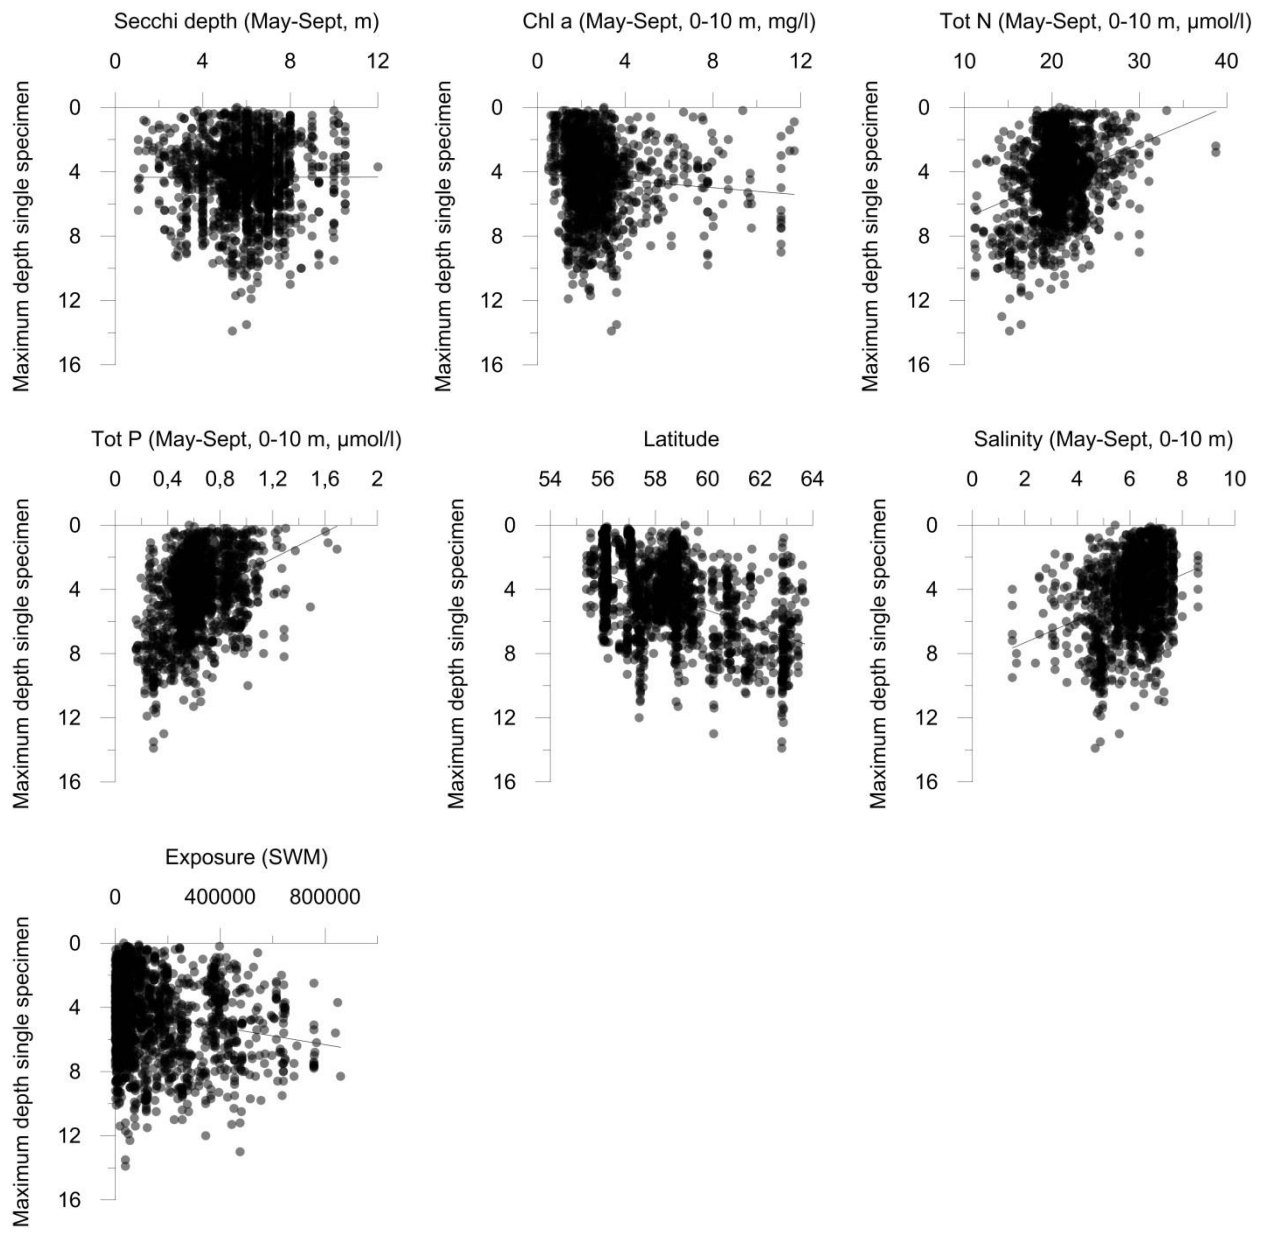 Secchi depth (May-Sept, m)
0 4 8 12
Maximum depth single specimen
0
4
8
12
16
Chl a (May-Sept, 0-10 m, mg/l)
0 4 8 12
Maximum depth single specimen
0
4
8
12
16
Tot N (May-Sept, 0-10 m, µmol/l)
10 20 30 40
Maximum depth single specimen
0
4
8
12
16
Tot P (May-Sept, 0-10 m, µmol/l)
0 0,4 0,8 1,2 1,6 2
Maximum depth single specimen
0
4
8
12
16
Latitude
54 56 58 60 62 64
Maximum depth single specimen
0
4
8
12
16
Salinity (May-Sept, 0-10 m)
0 2 4 6 8 10
Maximum depth single specimen
0
4
8
12
16
Exposure (SWM)
0 400000 800000
Maximum depth single specimen
0
4
8
12
16